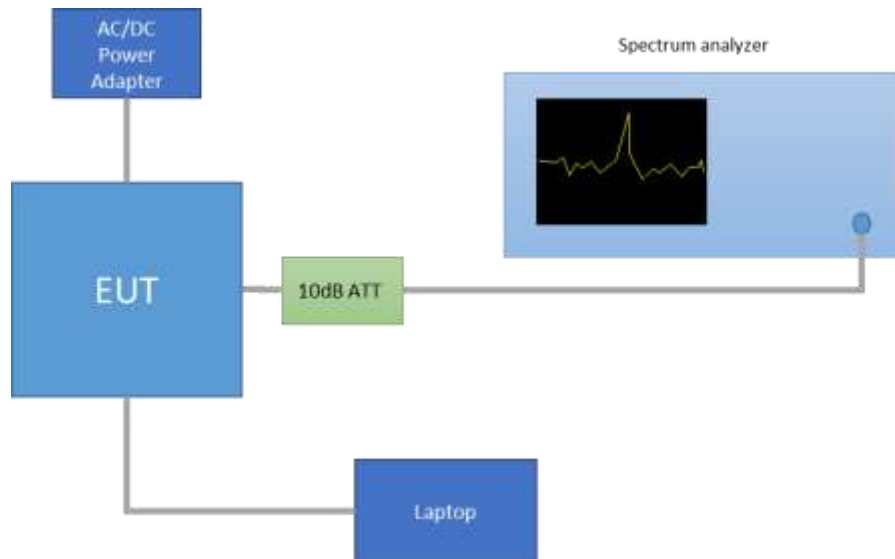 AC/DC
Power
Adapter
Spectrum analyzer
EUT
10dB ATT
Laptop